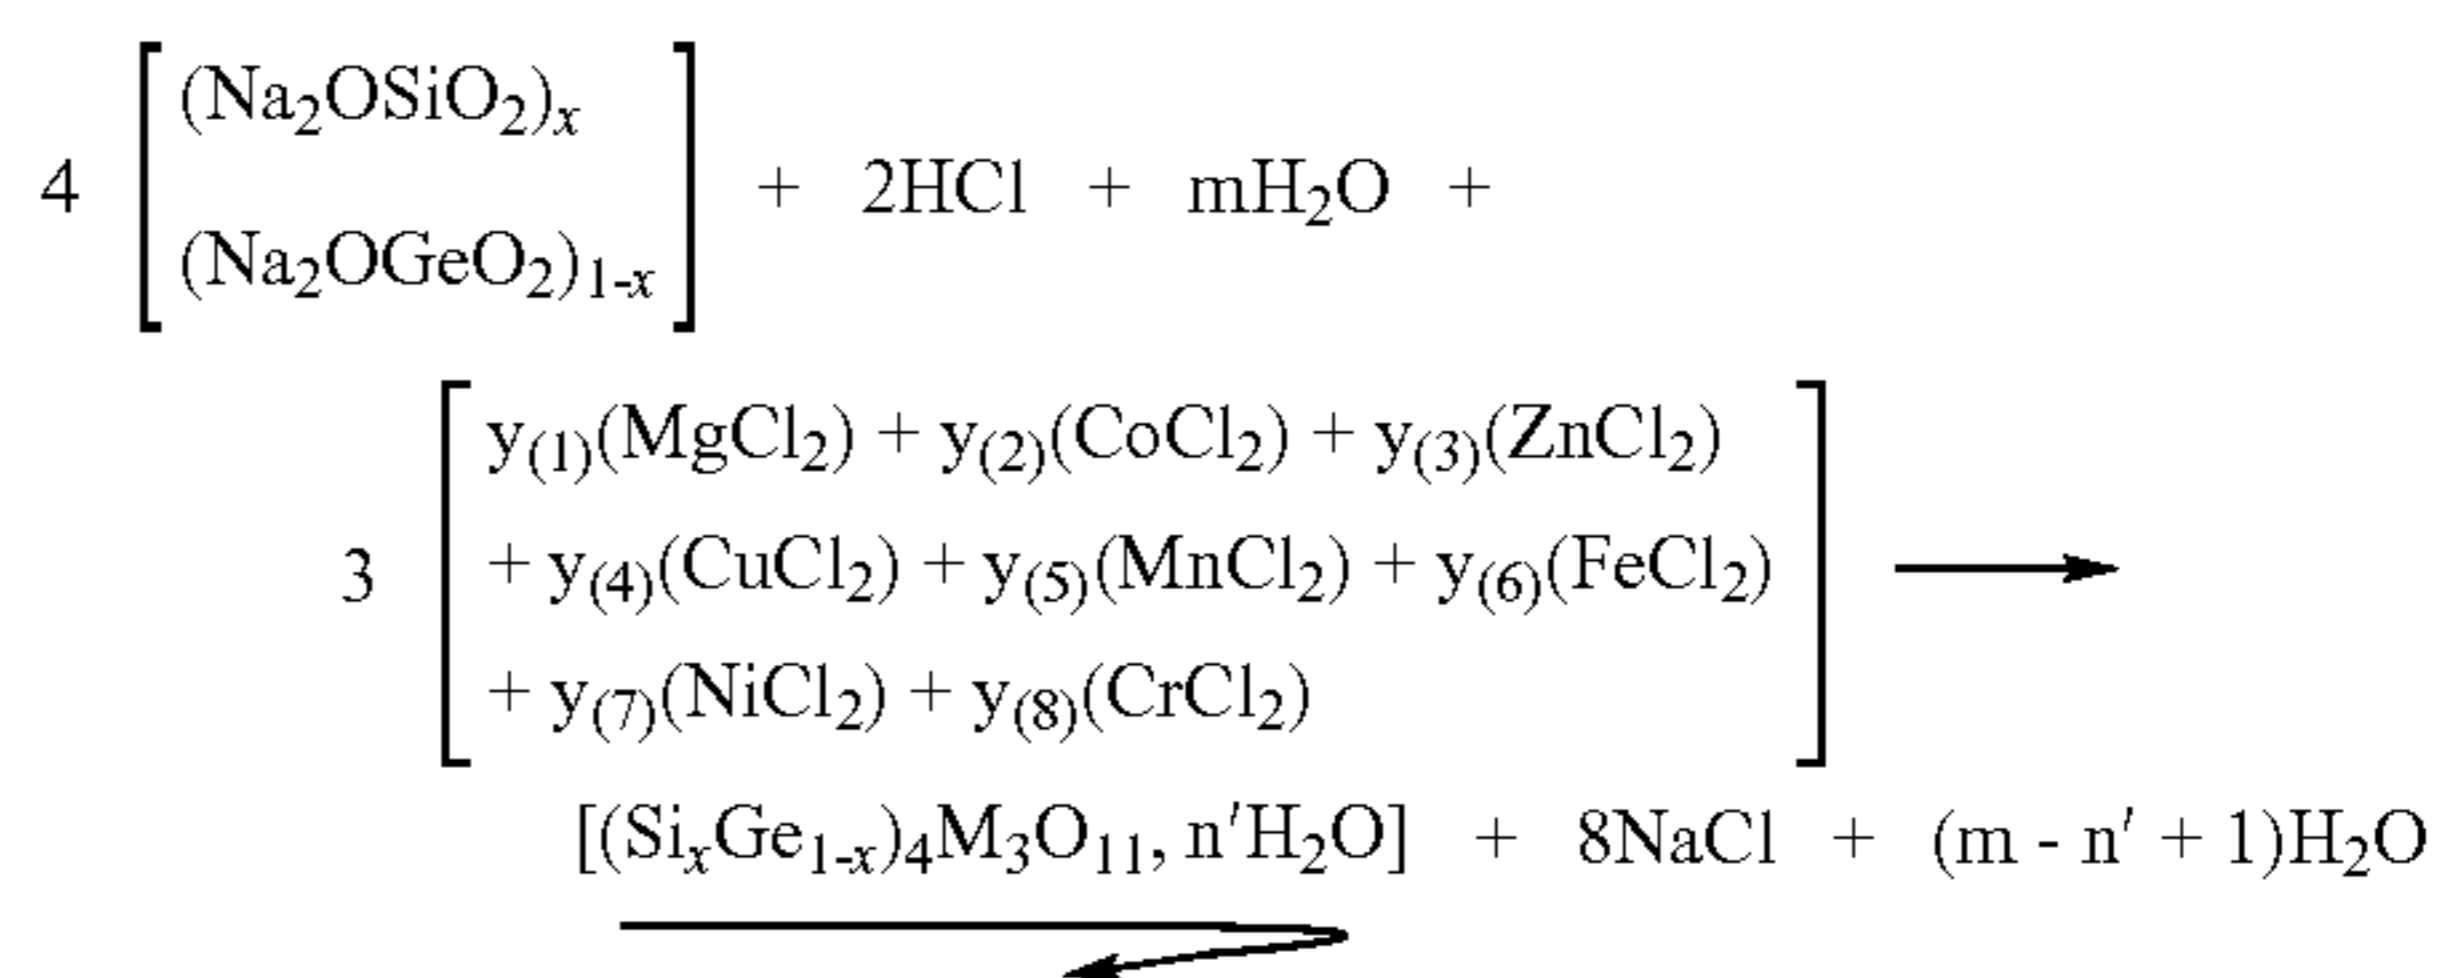 (Na₂OSiO₂)ₓ
4 + 2HCl + mH₂O +
(Na₂OGeO₂)₁₋ₓ
y₍₁₎(MgCl₂) + y₍₂₎(CoCl₂) + y₍₃₎(ZnCl₂)
3 + y₍₄₎(CuCl₂) + y₍₅₎(MnCl₂) + y₍₆₎(FeCl₂) ⟶
+ y₍₇₎(NiCl₂) + y₍₈₎(CrCl₂)
[(SiₓGe₁₋ₓ)₄M₃O₁₁, n′H₂O] + 8NaCl + (m - n′ + 1)H₂O